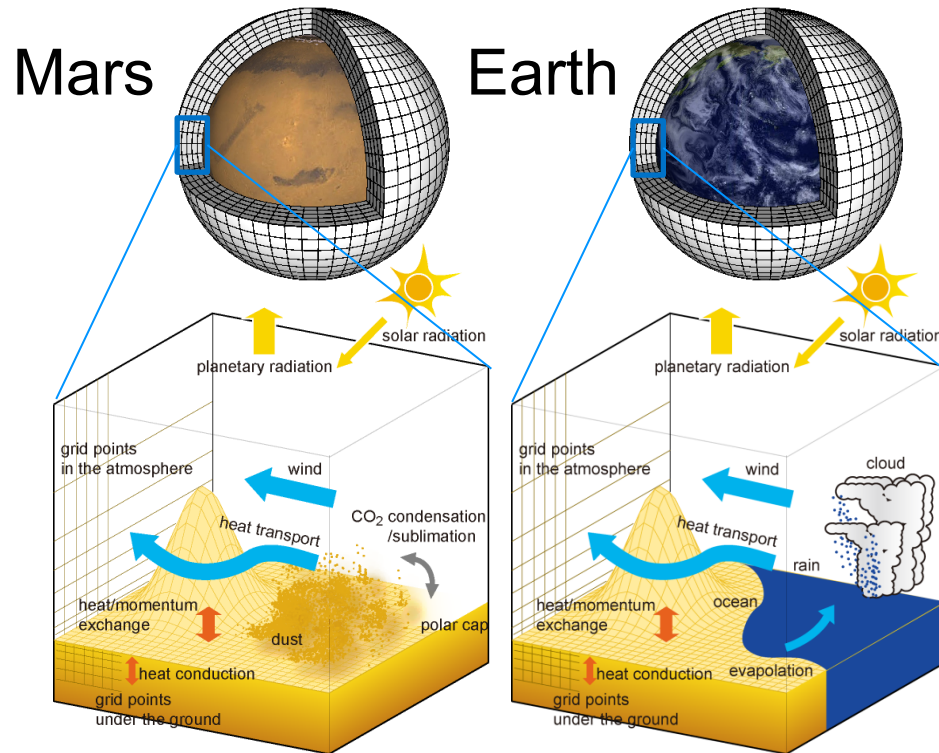 Mars
solar radiation
planetary radiation
grid points
in the atmosphere
wind
CO₂ condensation
/sublimation
heat transport
heat/momentum
exchange
dust
polar cap
heat conduction
grid points
under the ground
Earth
solar radiation
planetary radiation
grid points
in the atmosphere
wind
cloud
heat transport
rain
ocean
heat/momentum
exchange
evapolation
heat conduction
grid points
under the ground